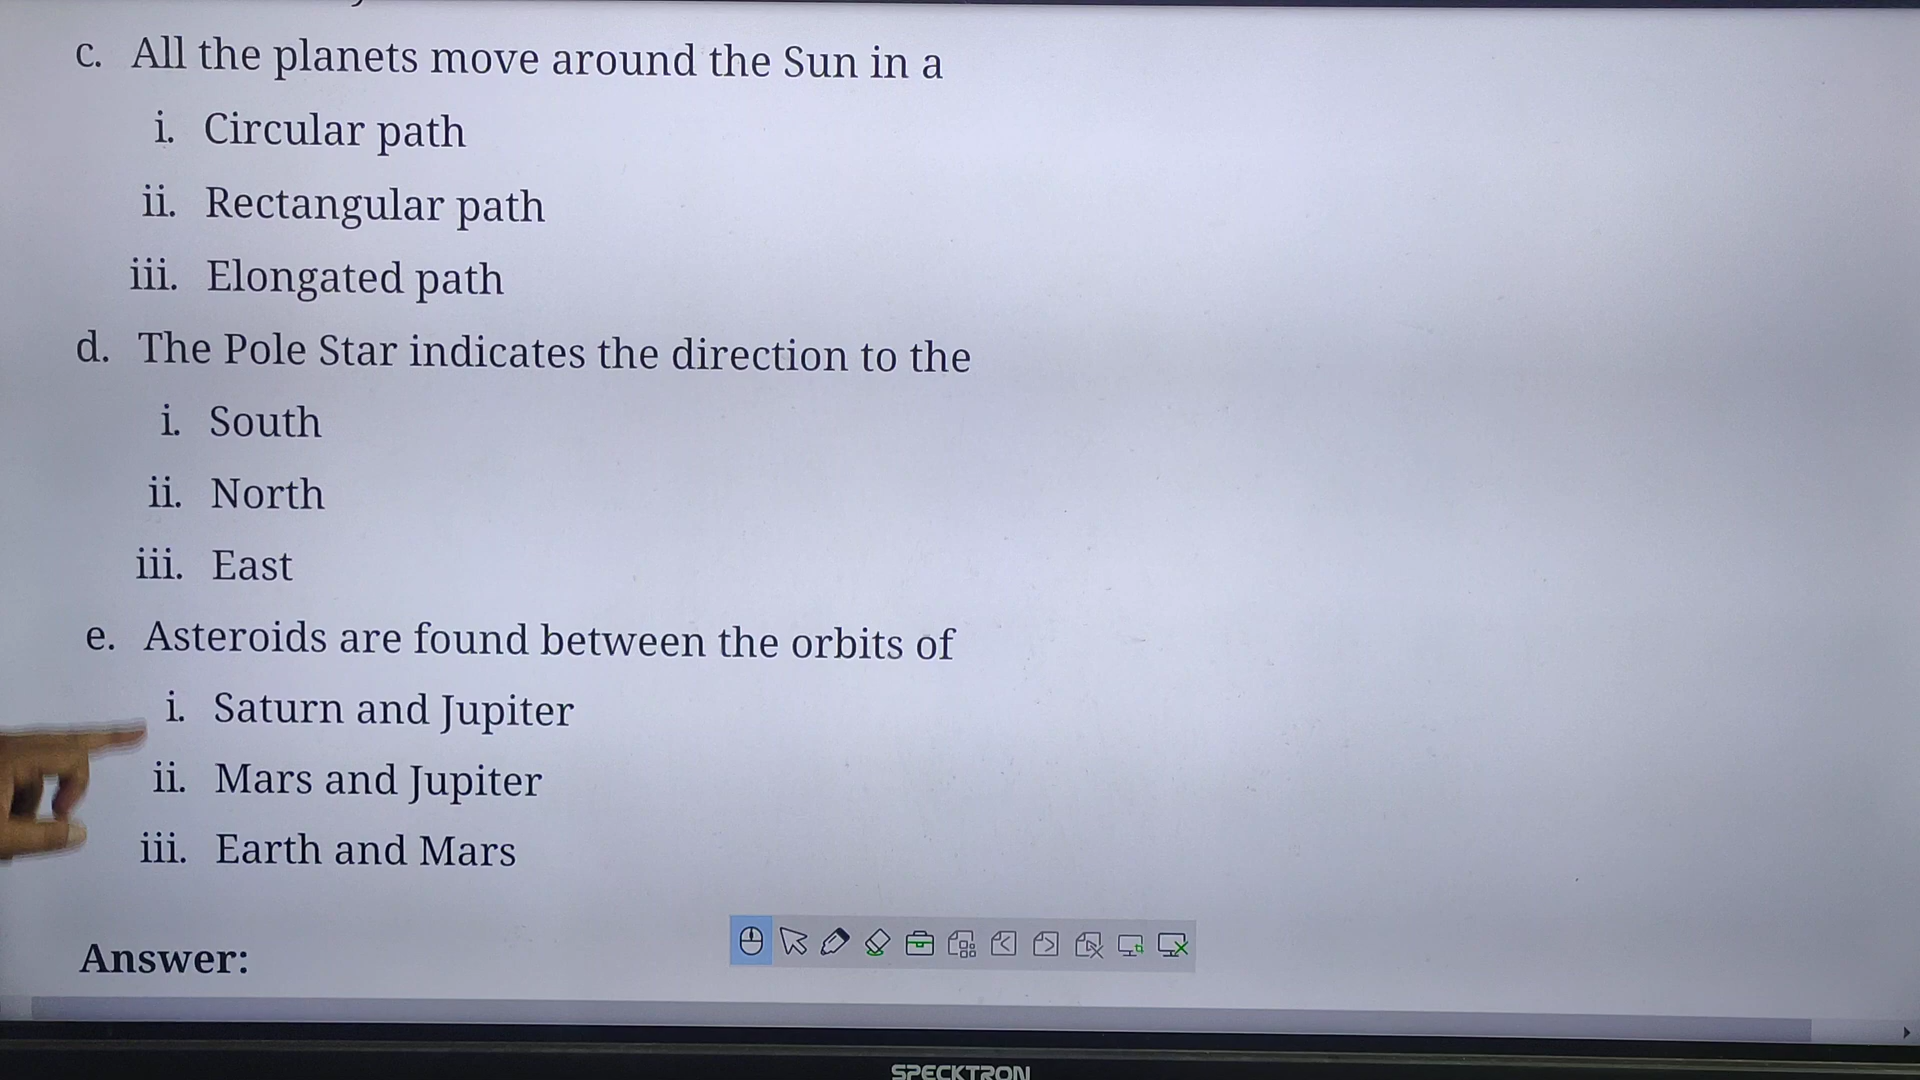 c. All the planets move around the Sun in a
i. Circular path
ii. Rectangular path
iii. Elongated path
d. The Pole Star indicates the direction to the
i. South
ii. North
iii. East
e. Asteroids are found between the orbits of
i. Saturn and Jupiter
ii. Mars and Jupiter
iii. Earth and Mars
Answer:
SPECKTRON